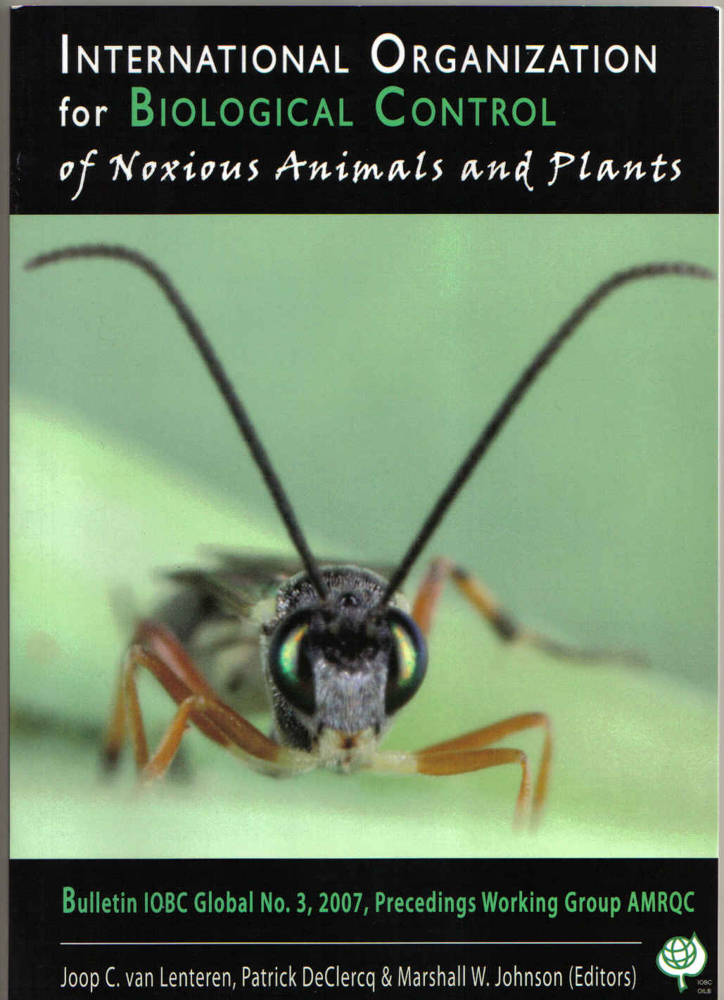 INTERNATIONAL ORGANIZATION
for BIOLOGICAL CONTROL
of Noxious Animals and Plants
Bulletin IOBC Global No. 3, 2007, Precedings Working Group AMRQC
Joop C. van Lenteren, Patrick DeClercq & Marshall W. Johnson (Editors)
IOBC
OILB